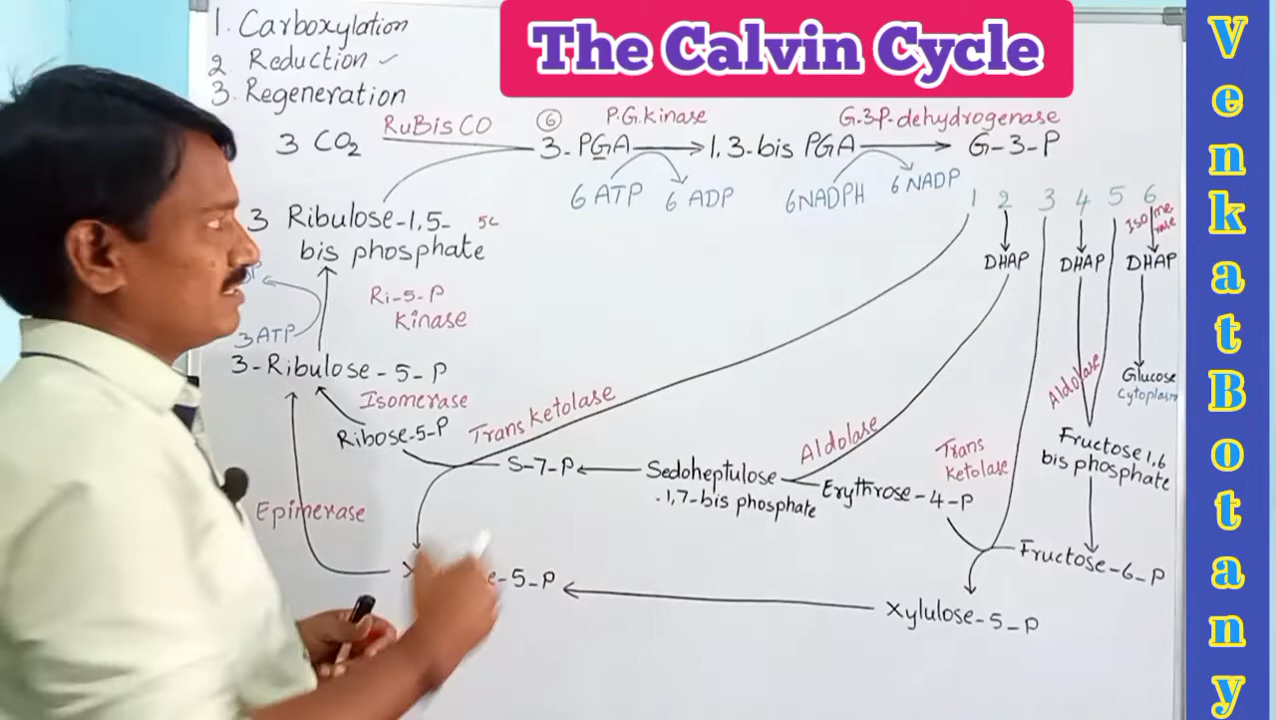 The Calvin Cycle
1. Carboxylation
2 Reduction ✓
3. Regeneration
3 CO2 RuBisCO ⑥ 3-PGA P.G.kinase 1,3-bis PGA G.3P-dehydrogenase G-3-P
6 ATP 6 ADP 6NADPH 6 NADP
3 Ribulose-1,5- 5C
bis phosphate
1 2 3 4 5 6
Isome
rase
DHAP DHAP DHAP
Ri-5-P
Kinase
3ATP
3-Ribulose-5-P
Isomerase
Ribose-5-P
Trans ketolase
Aldolase
Aldolase
Glucose
Cytoplasm
S-7-P
Sedoheptulose
-1,7-bis phosphate
Erythrose-4-P
Trans
ketolase
Fructose 1,6
bis phosphate
Epimerase
Fructose-6-P
e-5-P
Xylulose-5-P
VenkatBotany